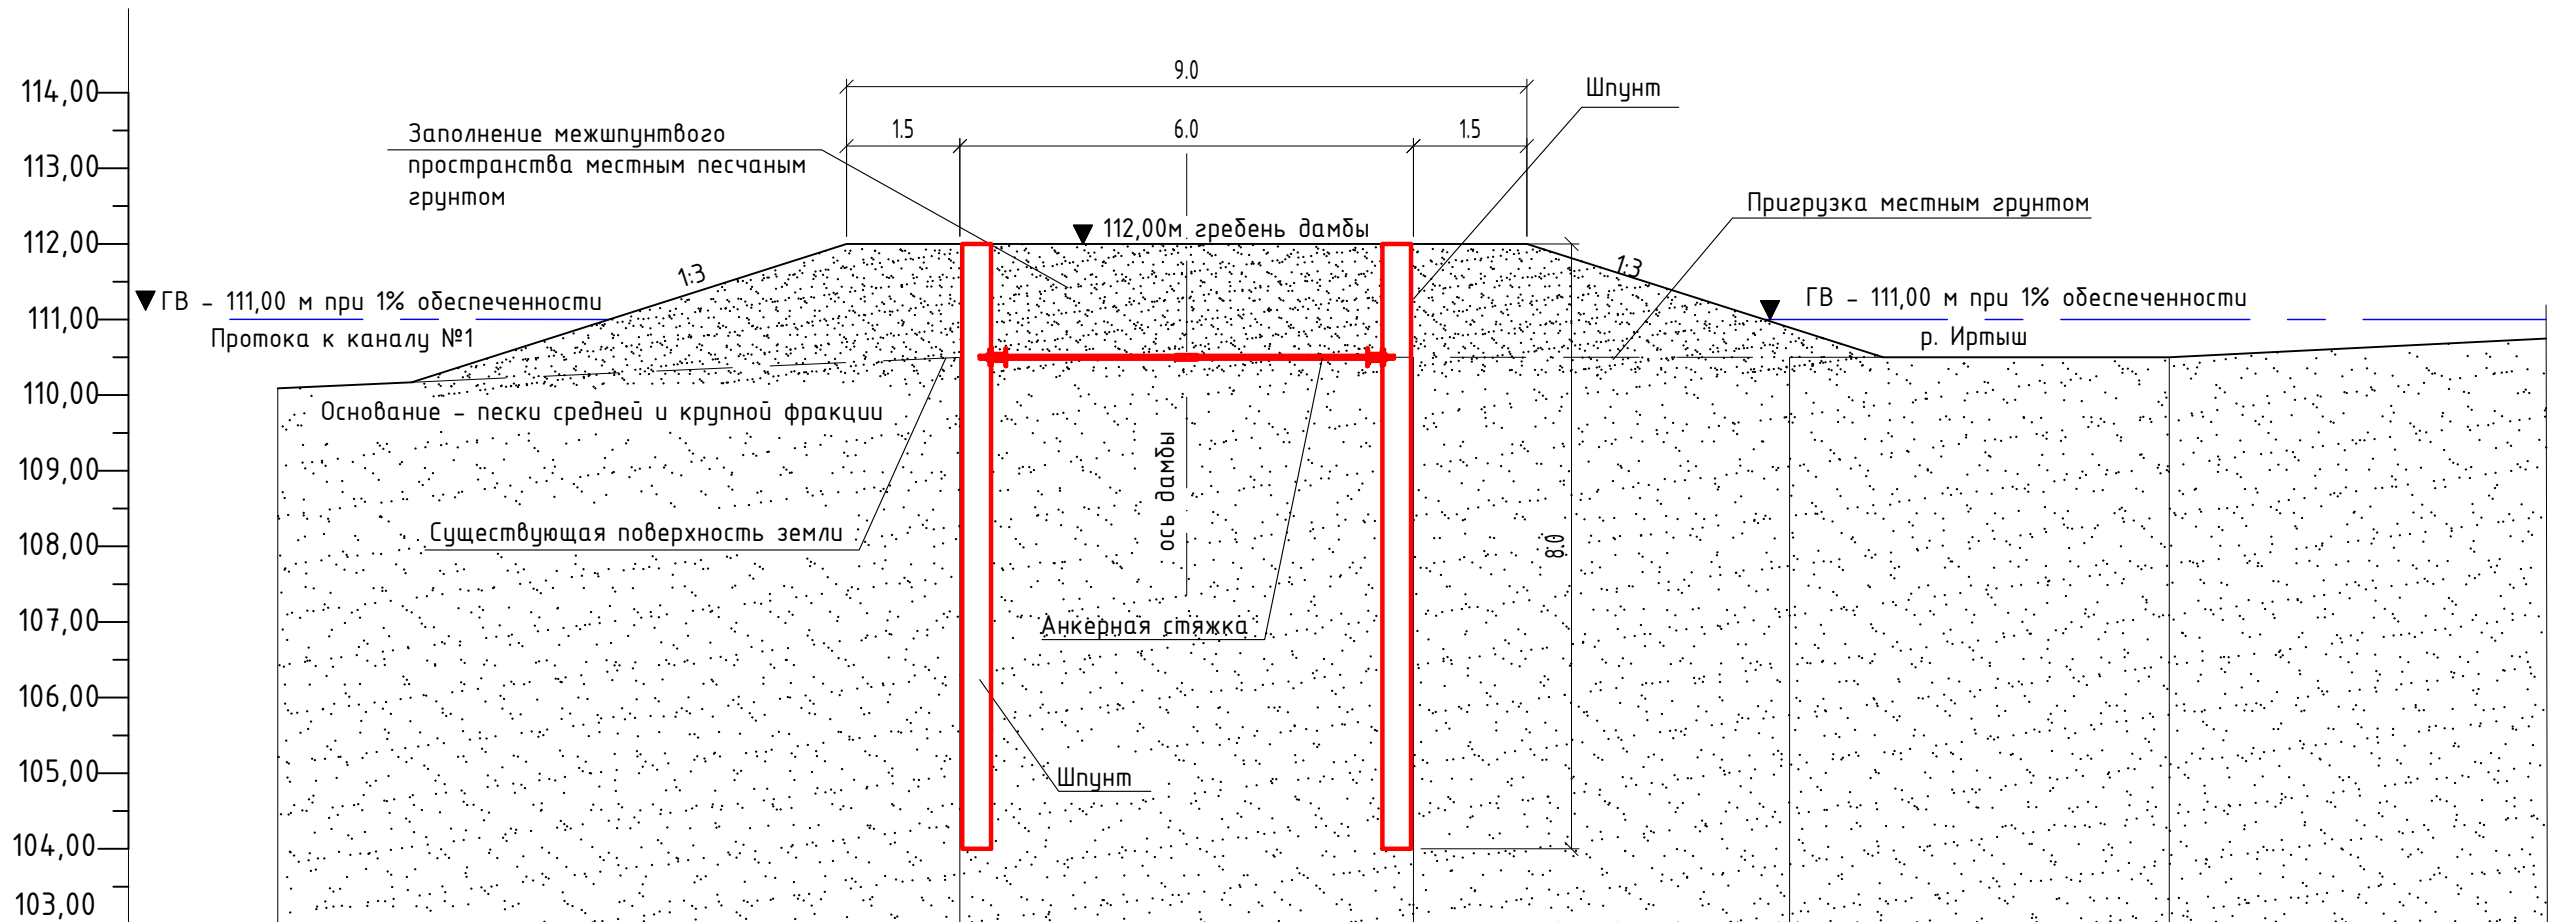 114,00
113,00
112,00
111,00
110,00
109,00
108,00
107,00
106,00
105,00
104,00
103,00
9.0
1.5
6.0
1.5
Шпунт
Заполнение межшпунтвого
пространства местным песчаным
грунтом
Пригрузка местным грунтом
112,00м гребень дамбы
1:3
1:3
ГВ - 111,00 м при 1% обеспеченности
Протока к каналу №1
ГВ - 111,00 м при 1% обеспеченности
р. Иртыш
Основание - пески средней и крупной фракции
Существующая поверхность земли
ось дамбы
8.0
Анкерная стяжка
Шпунт